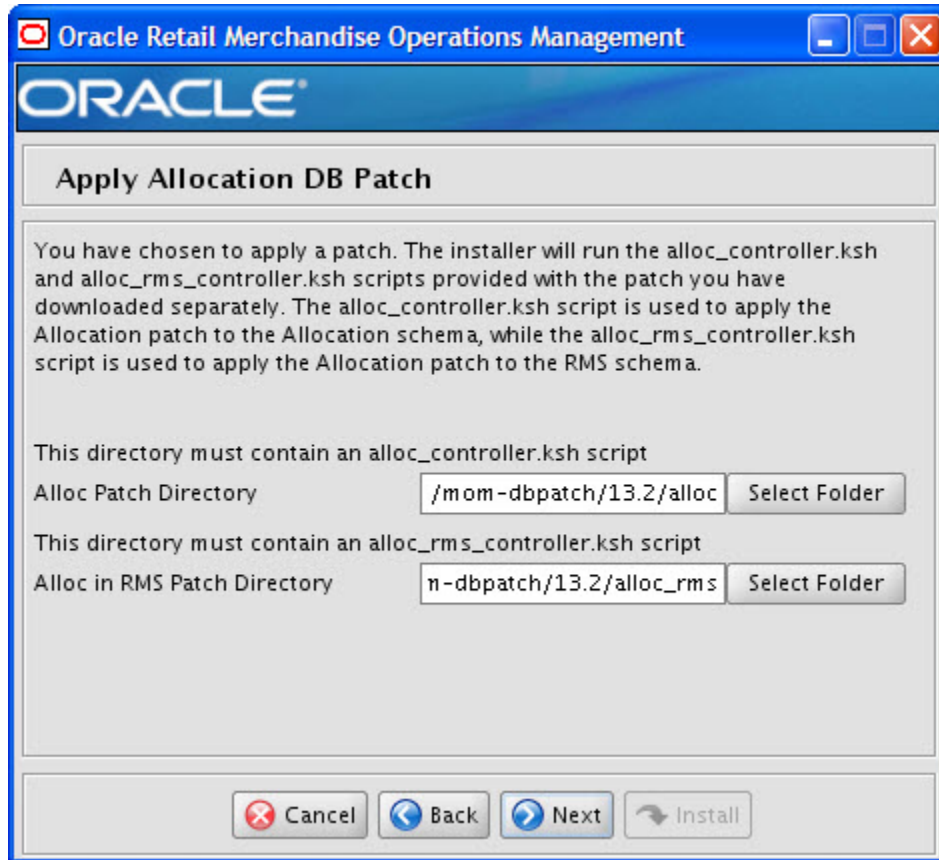 Oracle Retail Merchandise Operations Management
ORACLE®
Apply Allocation DB Patch
You have chosen to apply a patch. The installer will run the alloc_controller.ksh
and alloc_rms_controller.ksh scripts provided with the patch you have
downloaded separately. The alloc_controller.ksh script is used to apply the
Allocation patch to the Allocation schema, while the alloc_rms_controller.ksh
script is used to apply the Allocation patch to the RMS schema.
This directory must contain an alloc_controller.ksh script
Alloc Patch Directory /mom-dbpatch/13.2/alloc Select Folder
This directory must contain an alloc_rms_controller.ksh script
Alloc in RMS Patch Directory n-dbpatch/13.2/alloc_rms Select Folder
Cancel Back Next Install